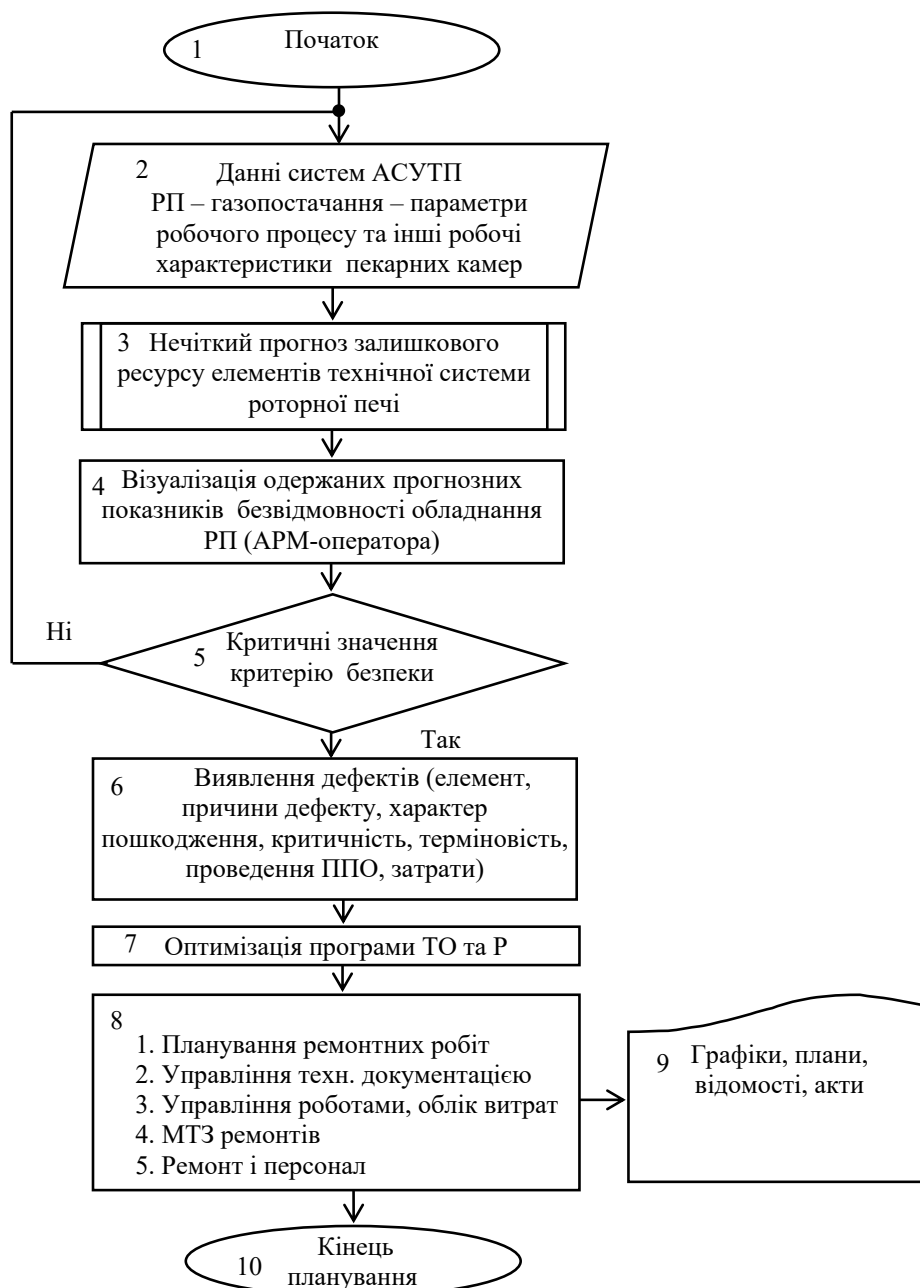 1 Початок
2 Данні систем АСУТП
РП – газопостачання – параметри
робочого процесу та інші робочі
характеристики пекарних камер
3 Нечіткий прогноз залишкового
ресурсу елементів технічної системи
роторної печі
4 Візуалізація одержаних прогнозних
показників безвідмовності обладнання
РП (АРМ-оператора)
Ні
5 Критичні значення
критерію безпеки
Так
6 Виявлення дефектів (елемент,
причини дефекту, характер
пошкодження, критичність, терміновість,
проведення ППО, затрати)
7 Оптимізація програми ТО та Р
8
1. Планування ремонтних робіт
2. Управління техн. документацією
3. Управління роботами, облік витрат
4. МТЗ ремонтів
5. Ремонт і персонал
9 Графіки, плани,
відомості, акти
10 Кінець
планування